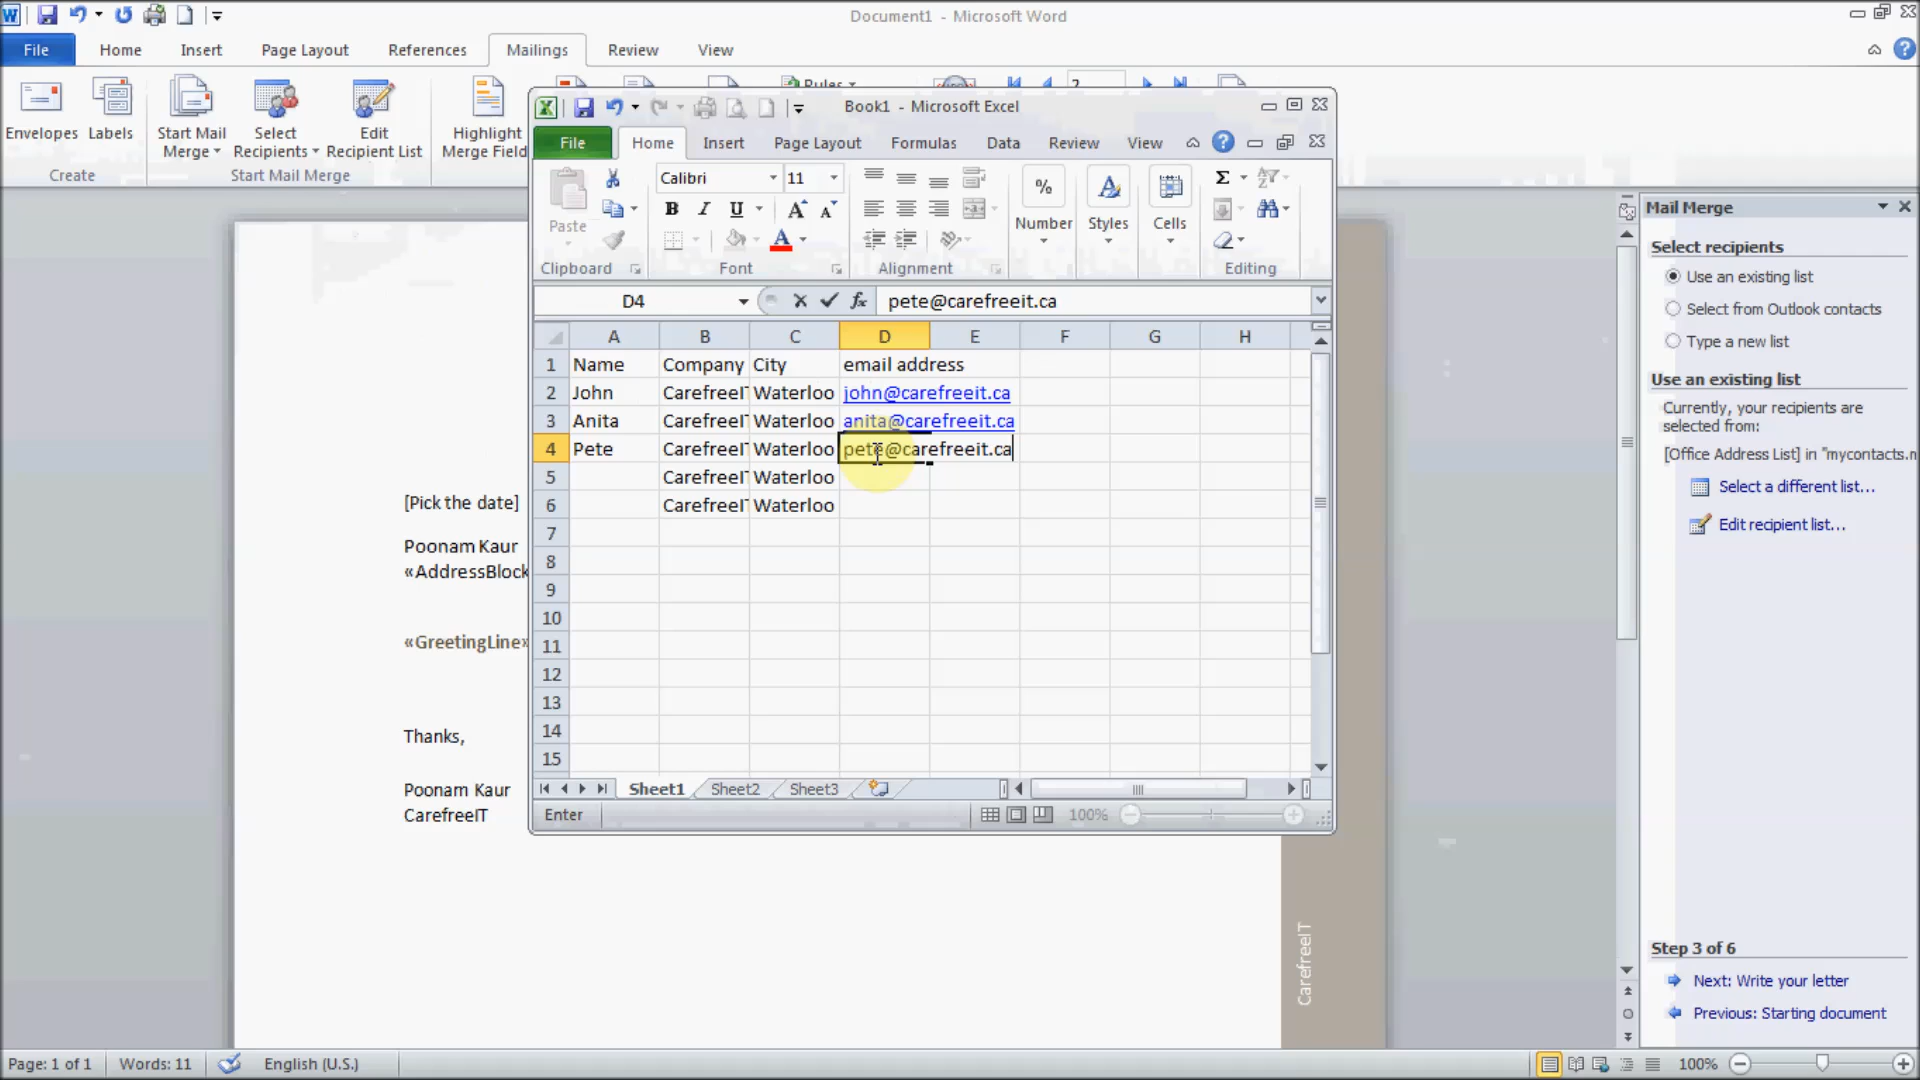 Document1 - Microsoft Word
File Home Insert Page Layout References Mailings Review View
Envelopes Labels Start Mail Merge Select Recipients Edit Recipient List Highlight Merge Field
Create Start Mail Merge
Rules 2
Book1 - Microsoft Excel
File Home Insert Page Layout Formulas Data Review View
Paste Calibri 11 B I U A A A % Number Styles Cells Σ
Clipboard Font Alignment Editing
D4 fx pete@carefreeit.ca
A B C D E F G H
1 Name Company City email address
2 John CarefreeIT Waterloo john@carefreeit.ca
3 Anita CarefreeIT Waterloo anita@carefreeit.ca
4 Pete CarefreeIT Waterloo pete@carefreeit.ca
5 CarefreeIT Waterloo
6 CarefreeIT Waterloo
7
8
9
10
11
12
13
14
15
Sheet1 Sheet2 Sheet3
Enter 100%
[Pick the date]
Poonam Kaur
«AddressBlock
«GreetingLine»
Thanks,
Poonam Kaur
CarefreeIT
CarefreeIT
Mail Merge
Select recipients
Use an existing list
Select from Outlook contacts
Type a new list
Use an existing list
Currently, your recipients are
selected from:
[Office Address List] in "mycontacts.m
Select a different list...
Edit recipient list...
Step 3 of 6
Next: Write your letter
Previous: Starting document
Page: 1 of 1 Words: 11 English (U.S.) 100%